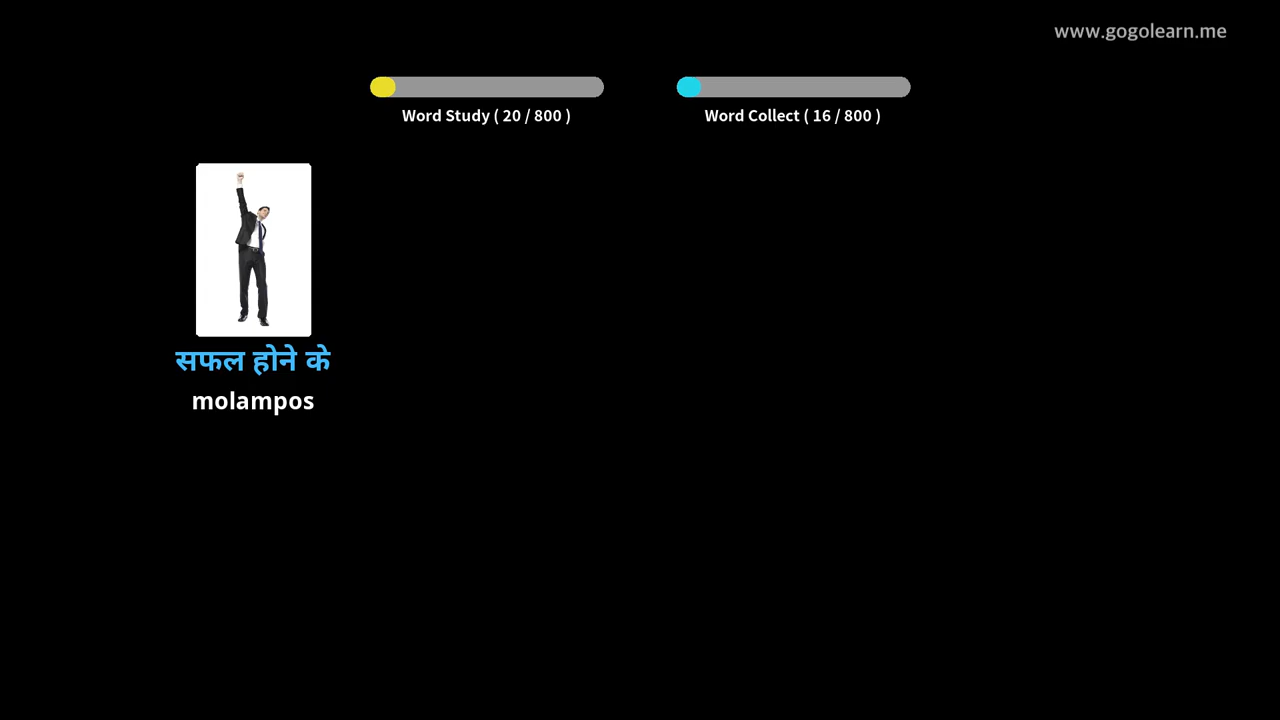 www.gogolearn.me
Word Study ( 20 / 800 )
Word Collect ( 16 / 800 )
सफल होने के
molampos